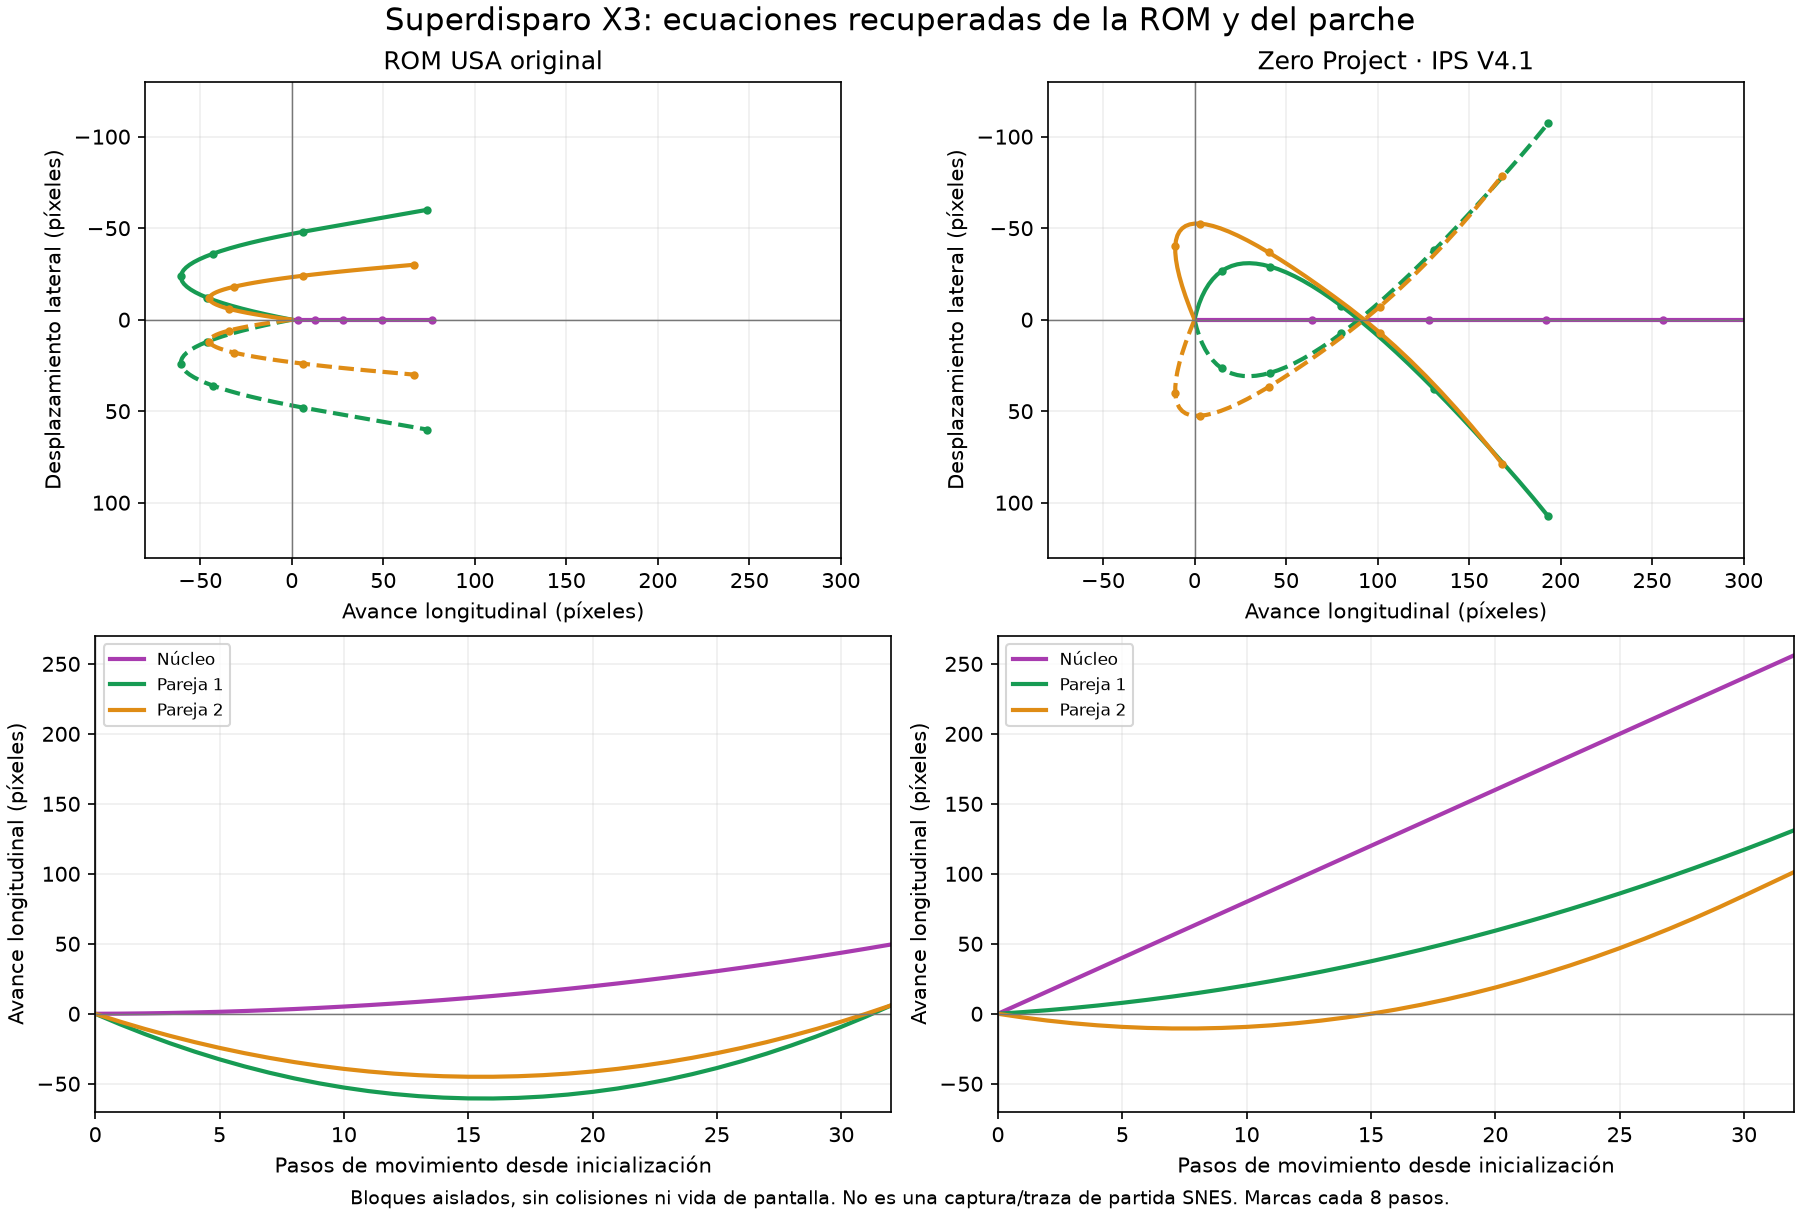 Superdisparo X3: ecuaciones recuperadas de la ROM y del parche
ROM USA original
−100
−50
0
50
100
Desplazamiento lateral (píxeles)
−50 0 50 100 150 200 250 300
Avance longitudinal (píxeles)
Zero Project · IPS V4.1
−100
−50
0
50
100
Desplazamiento lateral (píxeles)
−50 0 50 100 150 200 250 300
Avance longitudinal (píxeles)
Núcleo
Pareja 1
Pareja 2
250
200
150
100
50
0
−50
Avance longitudinal (píxeles)
0 5 10 15 20 25 30
Pasos de movimiento desde inicialización
Núcleo
Pareja 1
Pareja 2
250
200
150
100
50
0
−50
Avance longitudinal (píxeles)
0 5 10 15 20 25 30
Pasos de movimiento desde inicialización
Bloques aislados, sin colisiones ni vida de pantalla. No es una captura/traza de partida SNES. Marcas cada 8 pasos.